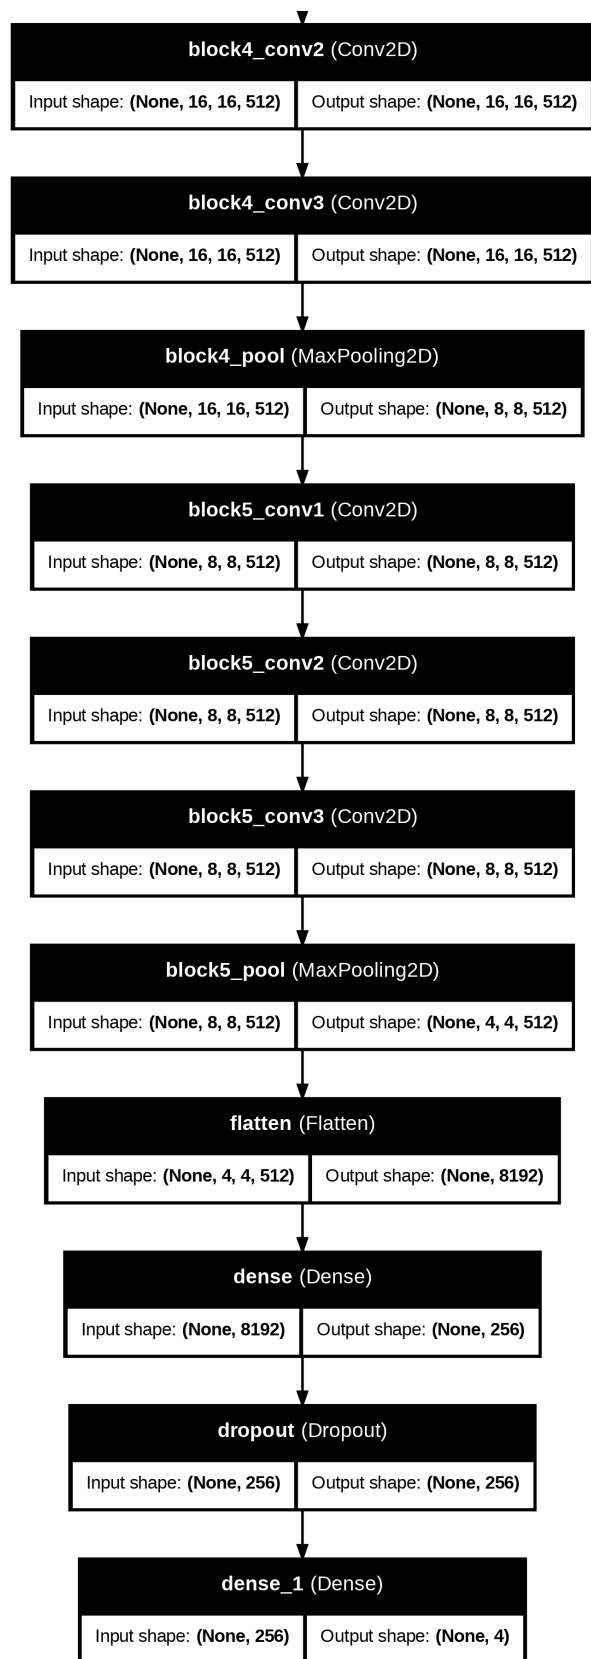 block4_conv2 (Conv2D)
Input shape: (None, 16, 16, 512) Output shape: (None, 16, 16, 512)
block4_conv3 (Conv2D)
Input shape: (None, 16, 16, 512) Output shape: (None, 16, 16, 512)
block4_pool (MaxPooling2D)
Input shape: (None, 16, 16, 512) Output shape: (None, 8, 8, 512)
block5_conv1 (Conv2D)
Input shape: (None, 8, 8, 512) Output shape: (None, 8, 8, 512)
block5_conv2 (Conv2D)
Input shape: (None, 8, 8, 512) Output shape: (None, 8, 8, 512)
block5_conv3 (Conv2D)
Input shape: (None, 8, 8, 512) Output shape: (None, 8, 8, 512)
block5_pool (MaxPooling2D)
Input shape: (None, 8, 8, 512) Output shape: (None, 4, 4, 512)
flatten (Flatten)
Input shape: (None, 4, 4, 512) Output shape: (None, 8192)
dense (Dense)
Input shape: (None, 8192) Output shape: (None, 256)
dropout (Dropout)
Input shape: (None, 256) Output shape: (None, 256)
dense_1 (Dense)
Input shape: (None, 256) Output shape: (None, 4)